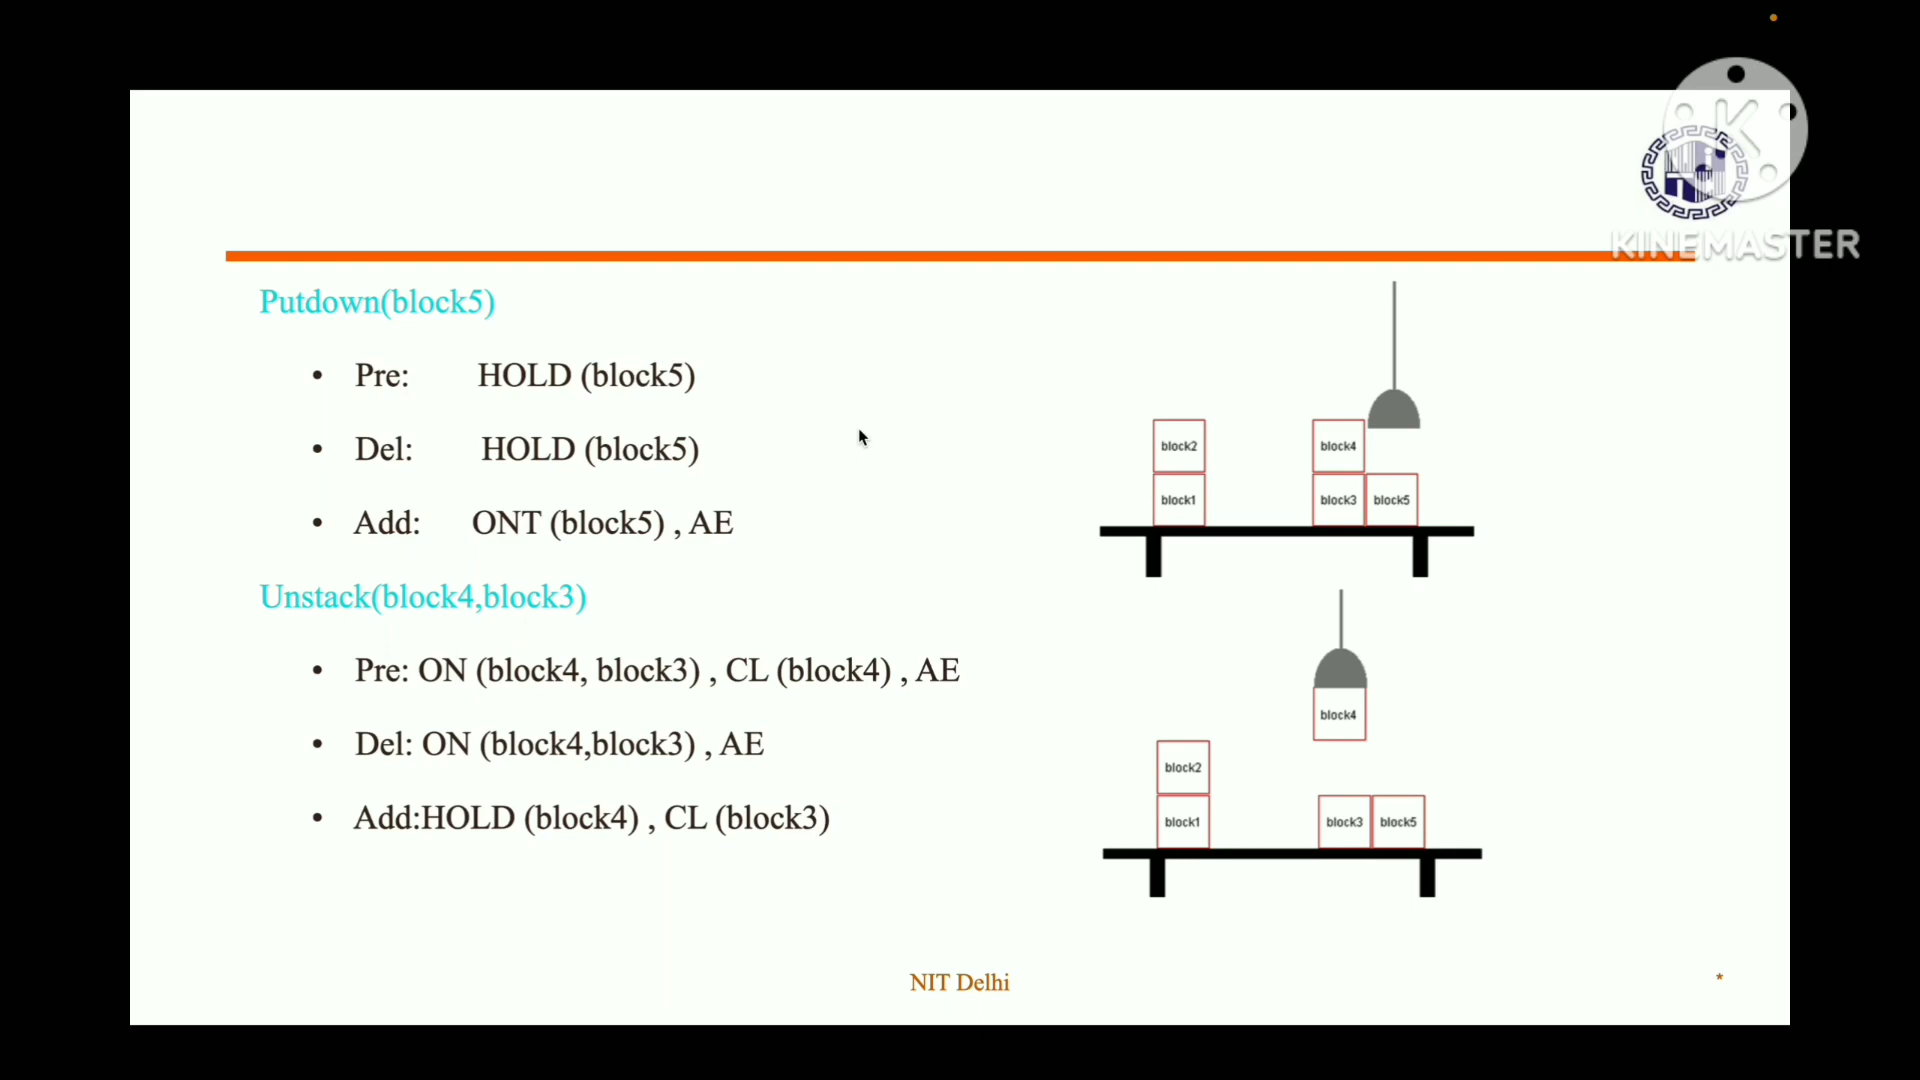 KINEMASTER
Putdown(block5)
• Pre: HOLD (block5)
• Del: HOLD (block5)
• Add: ONT (block5) , AE
Unstack(block4,block3)
• Pre: ON (block4, block3) , CL (block4) , AE
• Del: ON (block4,block3) , AE
• Add:HOLD (block4) , CL (block3)
block2
block4
block1
block3
block5
block4
block2
block1
block3
block5
NIT Delhi
*